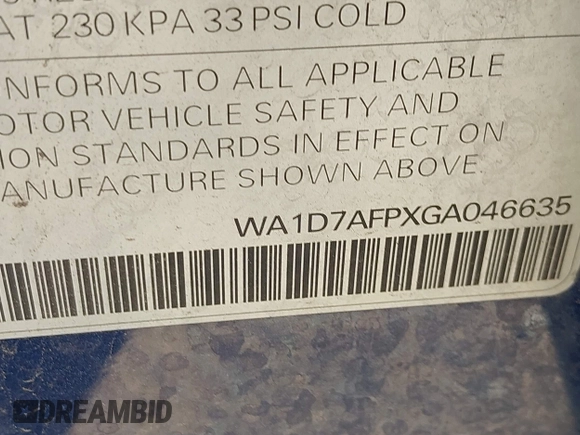 AT 230 KPA 33 PSI COLD
NFORMS TO ALL APPLICABLE
OTOR VEHICLE SAFETY AND
ION STANDARDS IN EFFECT ON
ANUFACTURE SHOWN ABOVE.
WA1D7AFPXGA046635
DREAMBID